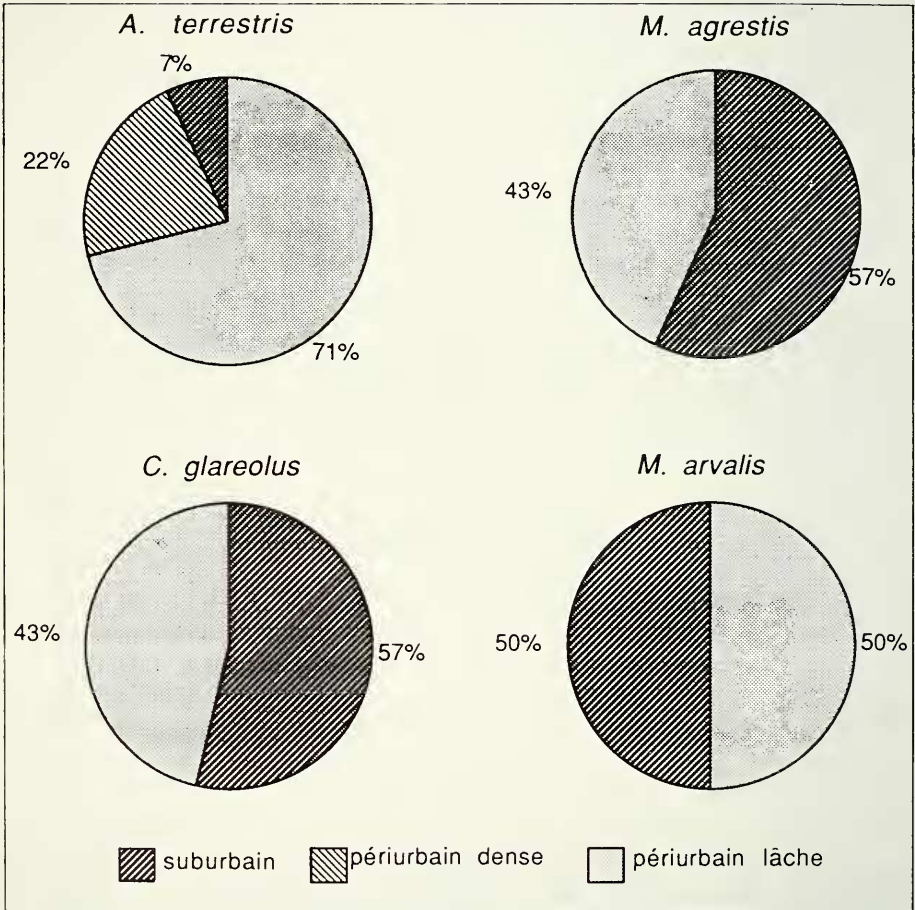 A. terrestris
M. agrestis
7%
22%
71%
43%
57%
C. glareolus
M. arvalis
43%
57%
50%
50%
suburbain
périurbain dense
périurbain lâche